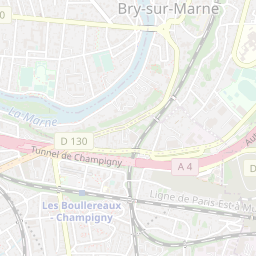 Bry-sur-Marne
La Marne
D 130
Tunnel de Champigny
A 4
Les Boullereaux
- Champigny
Ligne de Paris-Est à M